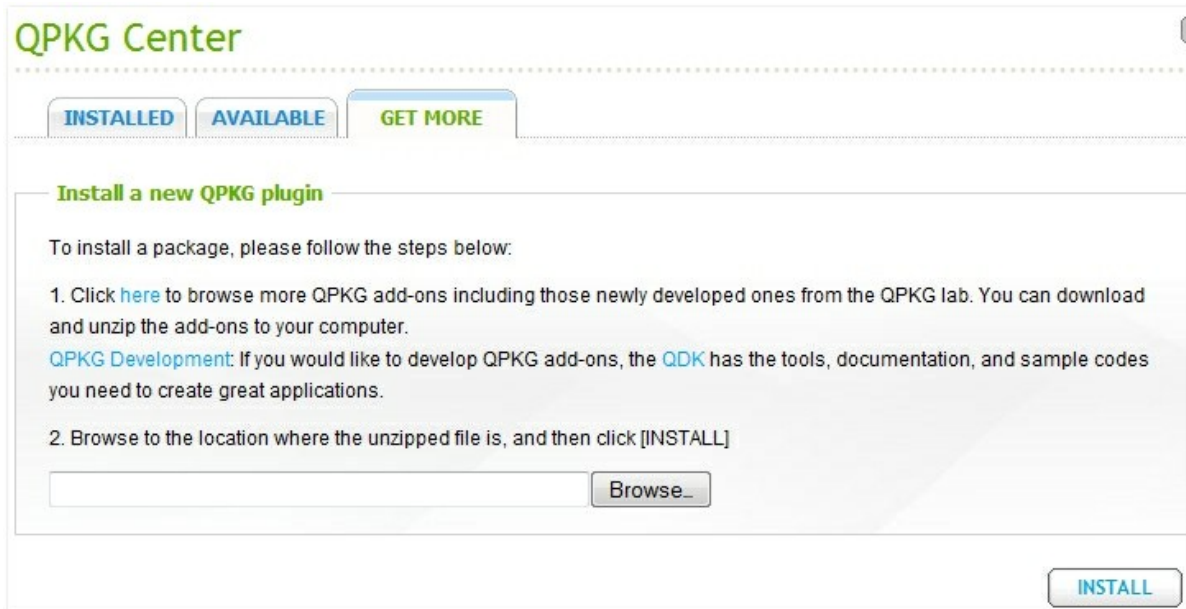 QPKG Center
INSTALLED AVAILABLE GET MORE
Install a new QPKG plugin
To install a package, please follow the steps below:
1. Click here to browse more QPKG add-ons including those newly developed ones from the QPKG lab. You can download
and unzip the add-ons to your computer.
QPKG Development: If you would like to develop QPKG add-ons, the QDK has the tools, documentation, and sample codes
you need to create great applications.
2. Browse to the location where the unzipped file is, and then click [INSTALL]
Browse...
INSTALL